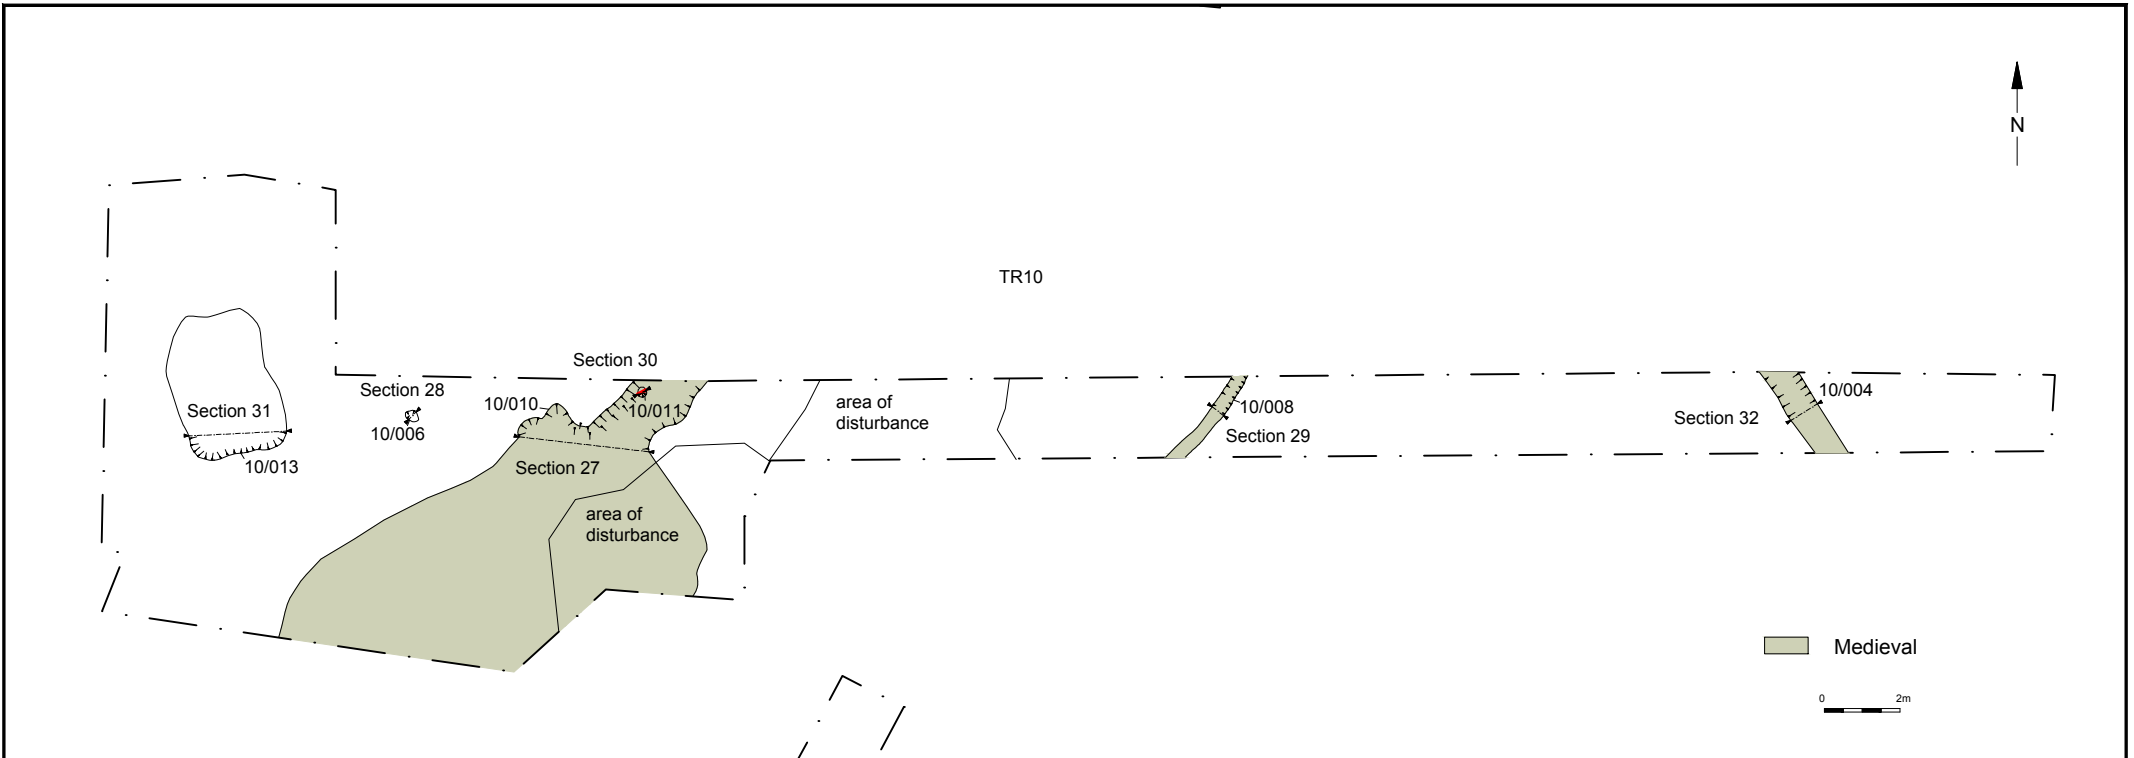 N
TR10
Section 30
Section 28
10/010
10/011
10/006
Section 31
10/013
Section 27
area of
disturbance
area of
disturbance
10/008
Section 29
10/004
Section 32
Medieval
0 2m